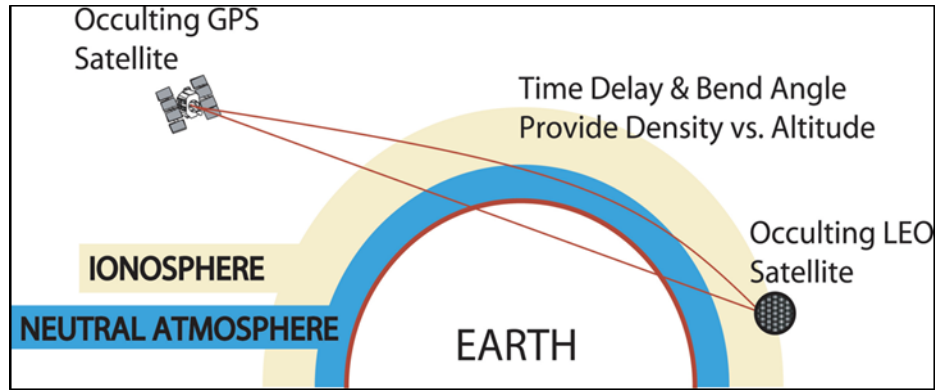 Occulting GPS
Satellite
Time Delay & Bend Angle
Provide Density vs. Altitude
Occulting LEO
Satellite
IONOSPHERE
NEUTRAL ATMOSPHERE
EARTH